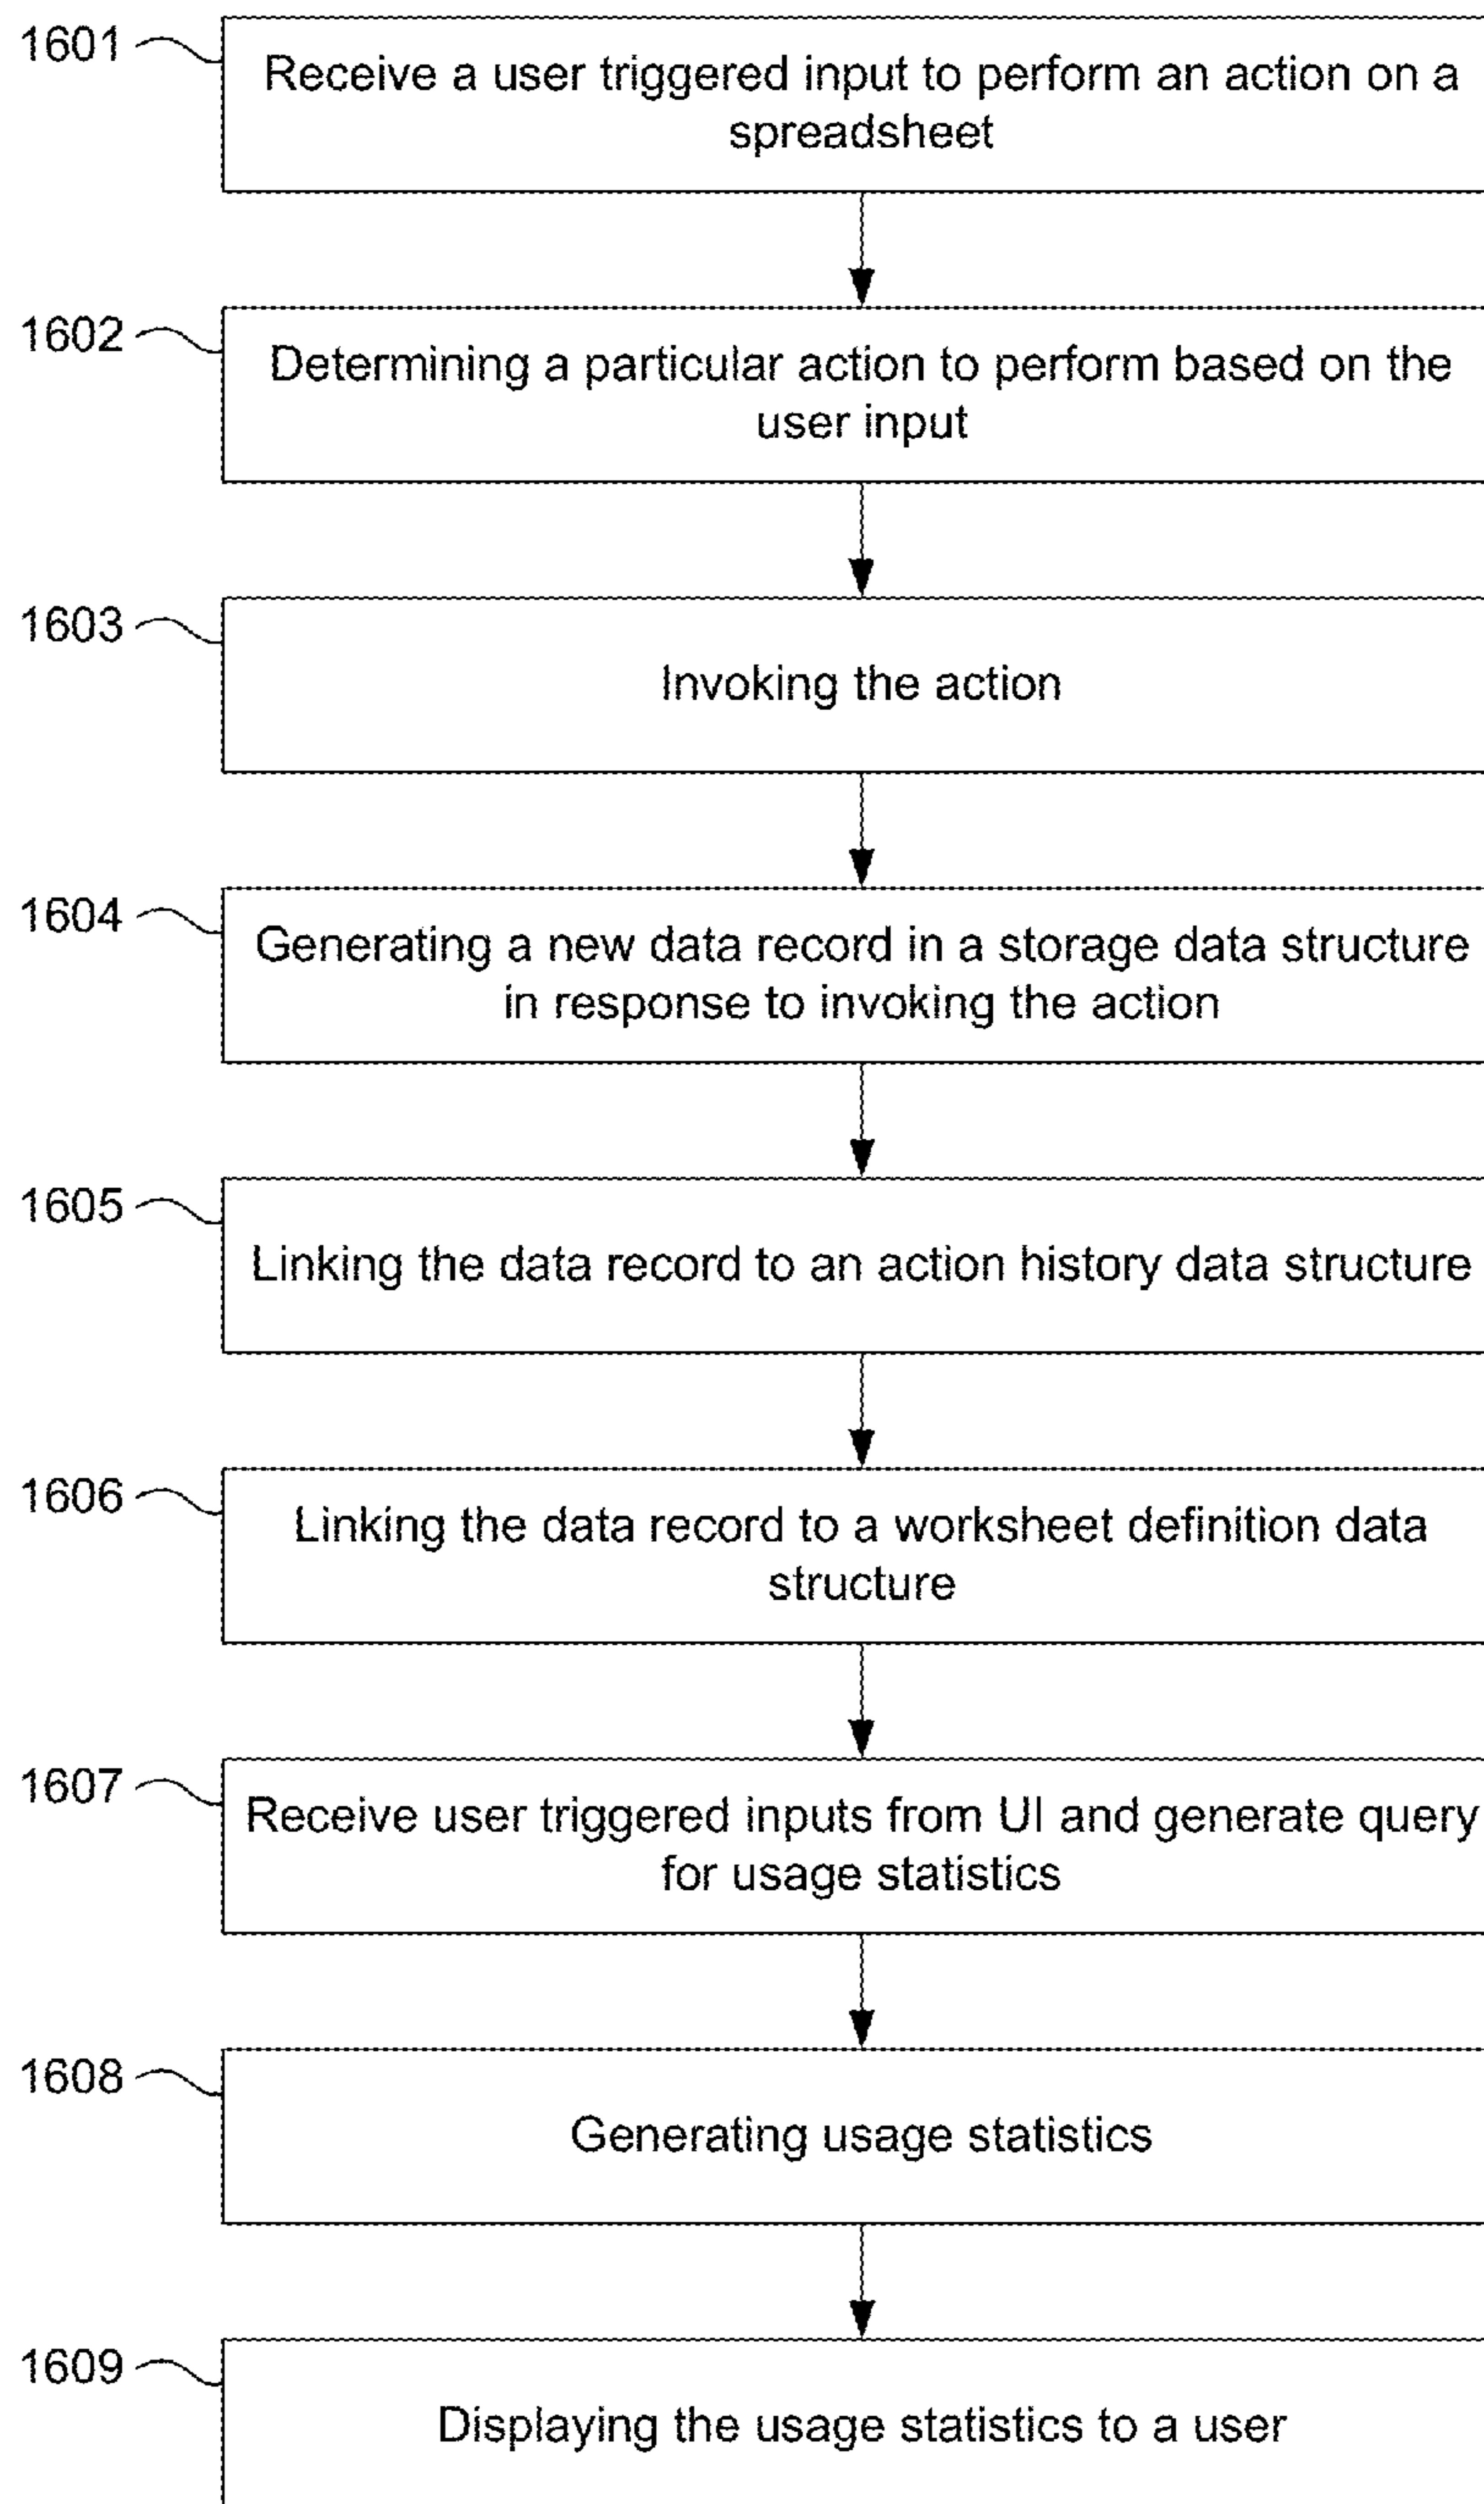 1601
Receive a user triggered input to perform an action on a
spreadsheet
1602
Determining a particular action to perform based on the
user input
1603
Invoking the action
1604
Generating a new data record in a storage data structure
in response to invoking the action
1605
Linking the data record to an action history data structure
1606
Linking the data record to a worksheet definition data
structure
1607
Receive user triggered inputs from UI and generate query
for usage statistics
1608
Generating usage statistics
1609
Displaying the usage statistics to a user